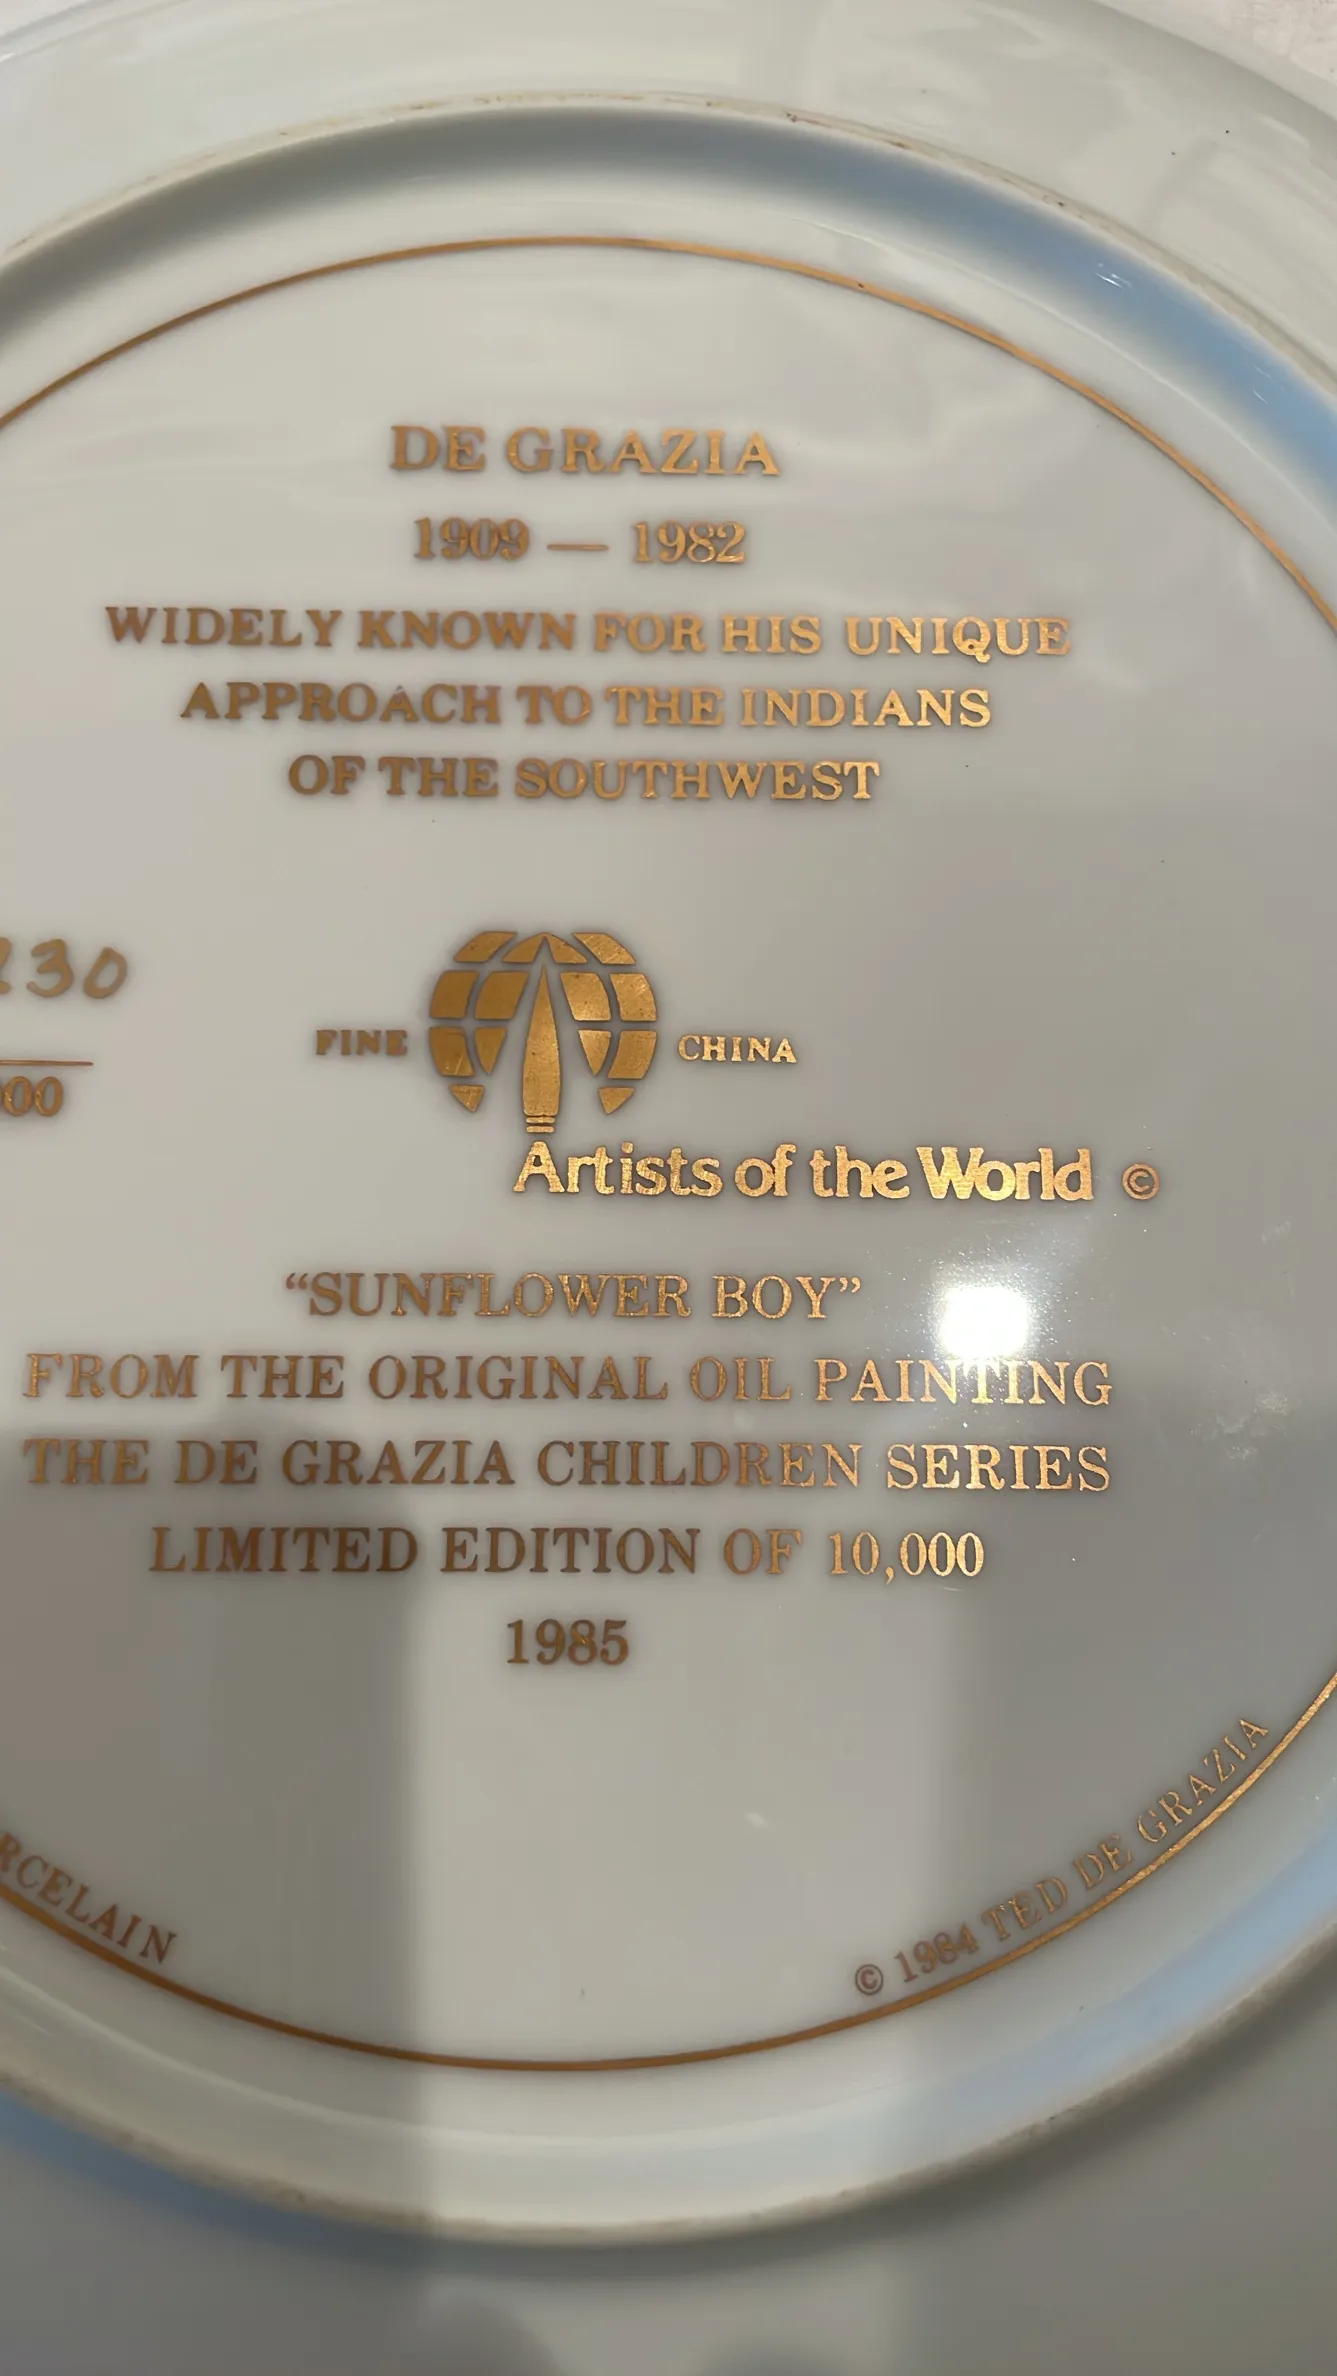 DE GRAZIA
1909 — 1982
WIDELY KNOWN FOR HIS UNIQUE
APPROACH TO THE INDIANS
OF THE SOUTHWEST
FINE CHINA
Artists of the World ©
“SUNFLOWER BOY”
FROM THE ORIGINAL OIL PAINTING
THE DE GRAZIA CHILDREN SERIES
LIMITED EDITION OF 10,000
1985
© 1984 TED DE GRAZIA